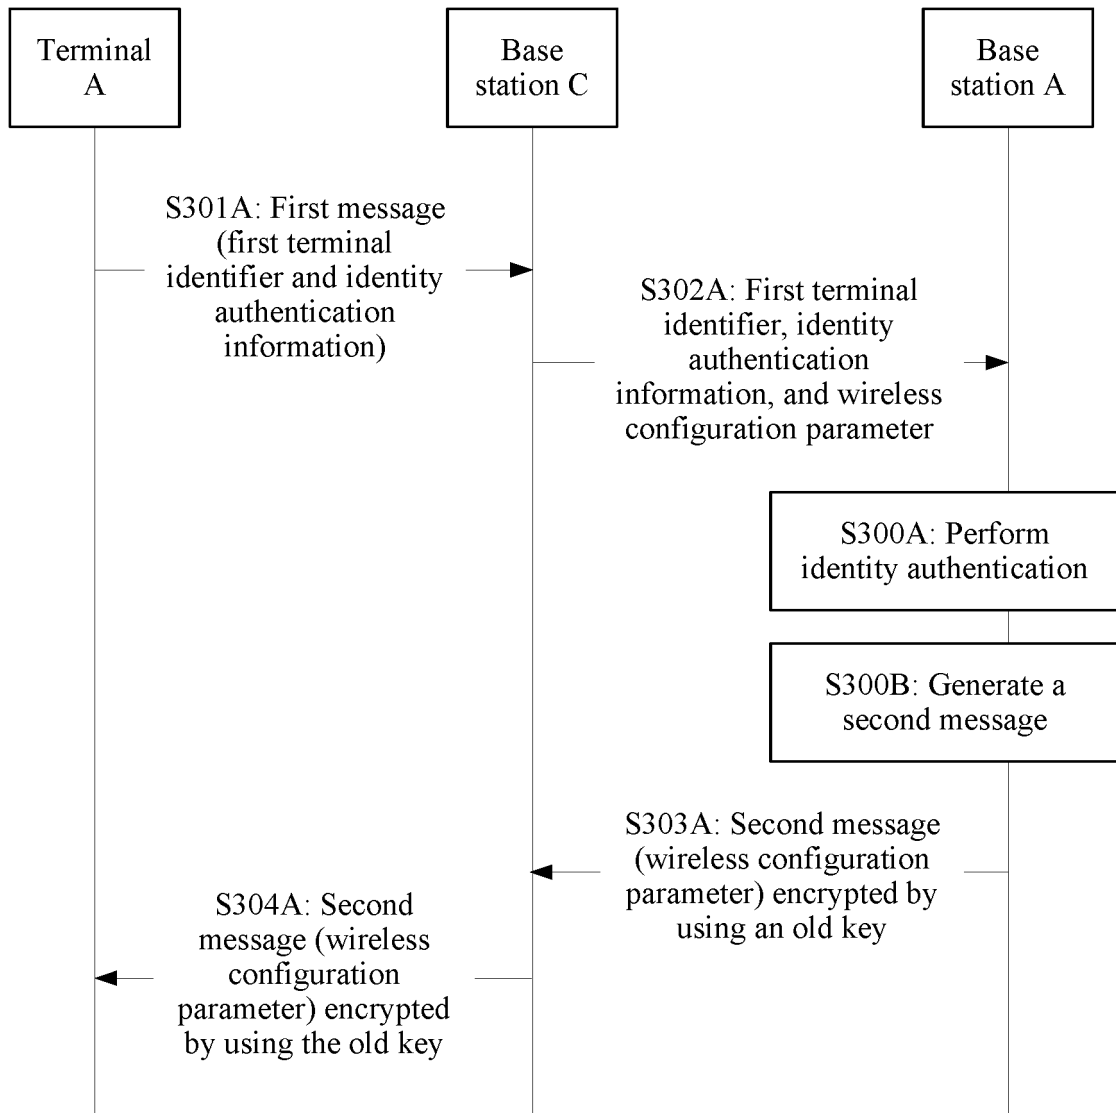 Terminal
A
Base
station C
Base
station A
S301A: First message
(first terminal
identifier and identity
authentication
information)
S302A: First terminal
identifier, identity
authentication
information, and wireless
configuration parameter
S300A: Perform
identity authentication
S300B: Generate a
second message
S303A: Second message
(wireless configuration
parameter) encrypted by
using an old key
S304A: Second
message (wireless
configuration
parameter) encrypted
by using the old key